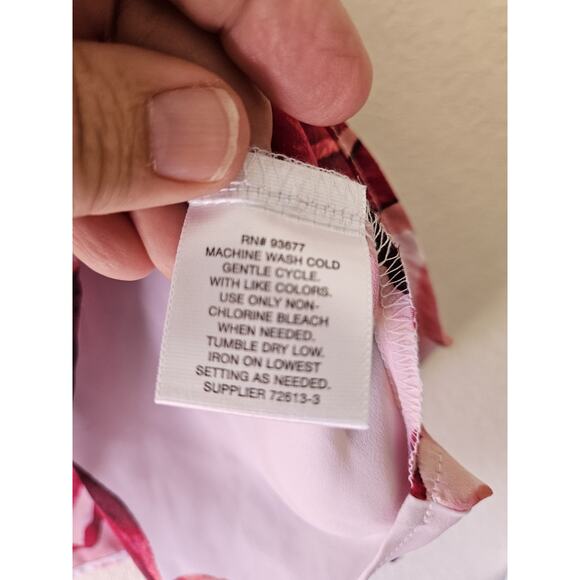 RN# 93677
MACHINE WASH COLD
GENTLE CYCLE.
WITH LIKE COLORS.
USE ONLY NON-
CHLORINE BLEACH
WHEN NEEDED.
TUMBLE DRY LOW.
IRON ON LOWEST
SETTING AS NEEDED.
SUPPLIER 72613-3